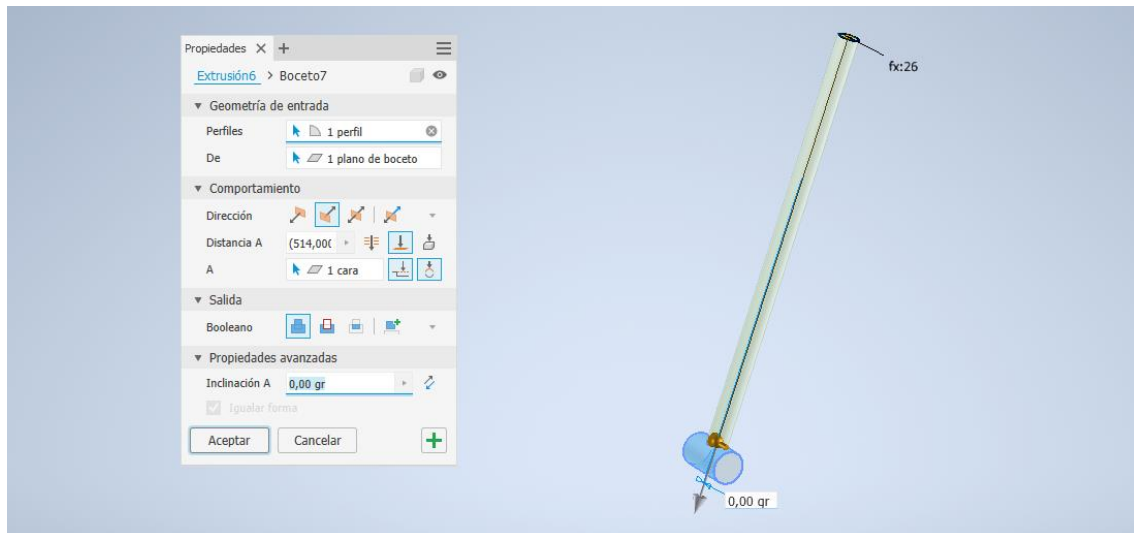 Propiedades × +
Extrusión6 > Boceto7
Geometría de entrada
Perfiles 1 perfil
De 1 plano de boceto
Comportamiento
Dirección
Distancia A (514,00(
A 1 cara
Salida
Booleano
Propiedades avanzadas
Inclinación A 0,00 gr
Igualar forma
Aceptar Cancelar
fx:26
0,00 gr